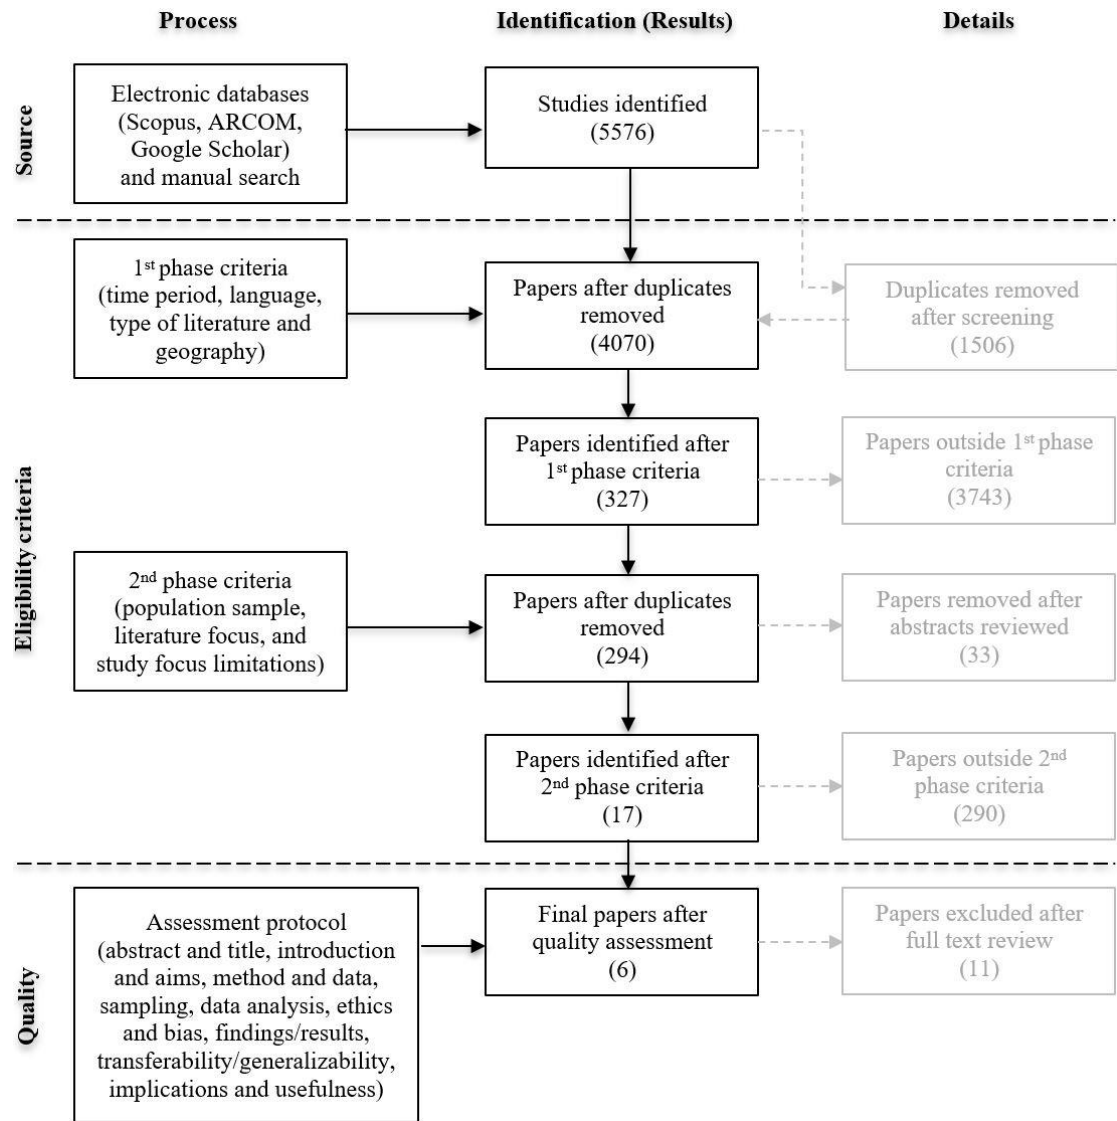 Process
Identification (Results)
Details
Source
Electronic databases
(Scopus, ARCOM,
Google Scholar)
and manual search
Studies identified
(5576)
Eligibility criteria
1st phase criteria
(time period, language,
type of literature and
geography)
Papers after duplicates
removed
(4070)
Duplicates removed
after screening
(1506)
Papers identified after
1st phase criteria
(327)
Papers outside 1st phase
criteria
(3743)
2nd phase criteria
(population sample,
literature focus, and
study focus limitations)
Papers after duplicates
removed
(294)
Papers removed after
abstracts reviewed
(33)
Papers identified after
2nd phase criteria
(17)
Papers outside 2nd
phase criteria
(290)
Quality
Assessment protocol
(abstract and title, introduction
and aims, method and data,
sampling, data analysis, ethics
and bias, findings/results,
transferability/generalizability,
implications and usefulness)
Final papers after
quality assessment
(6)
Papers excluded after
full text review
(11)